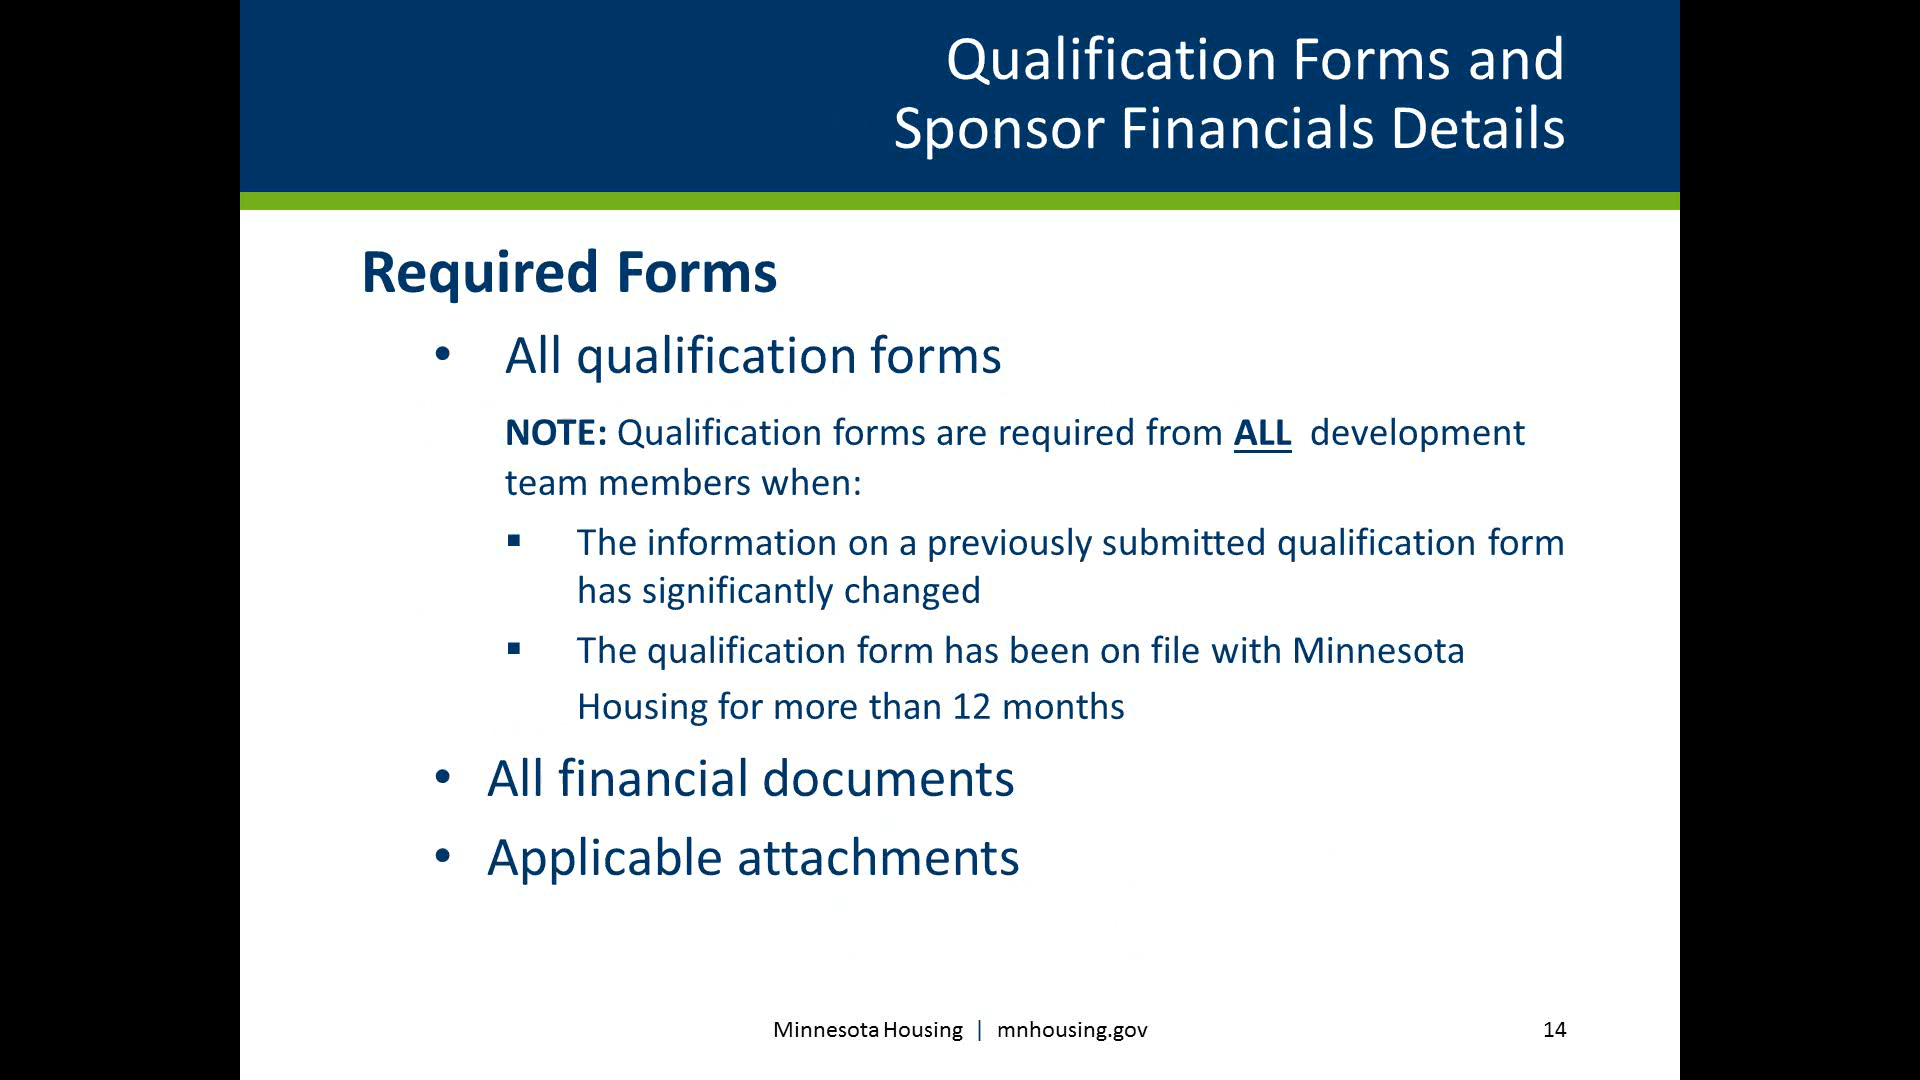 Qualification Forms and
Sponsor Financials Details
Required Forms
• All qualification forms
NOTE: Qualification forms are required from ALL development
team members when:
▪ The information on a previously submitted qualification form
has significantly changed
▪ The qualification form has been on file with Minnesota
Housing for more than 12 months
• All financial documents
• Applicable attachments
Minnesota Housing | mnhousing.gov
14